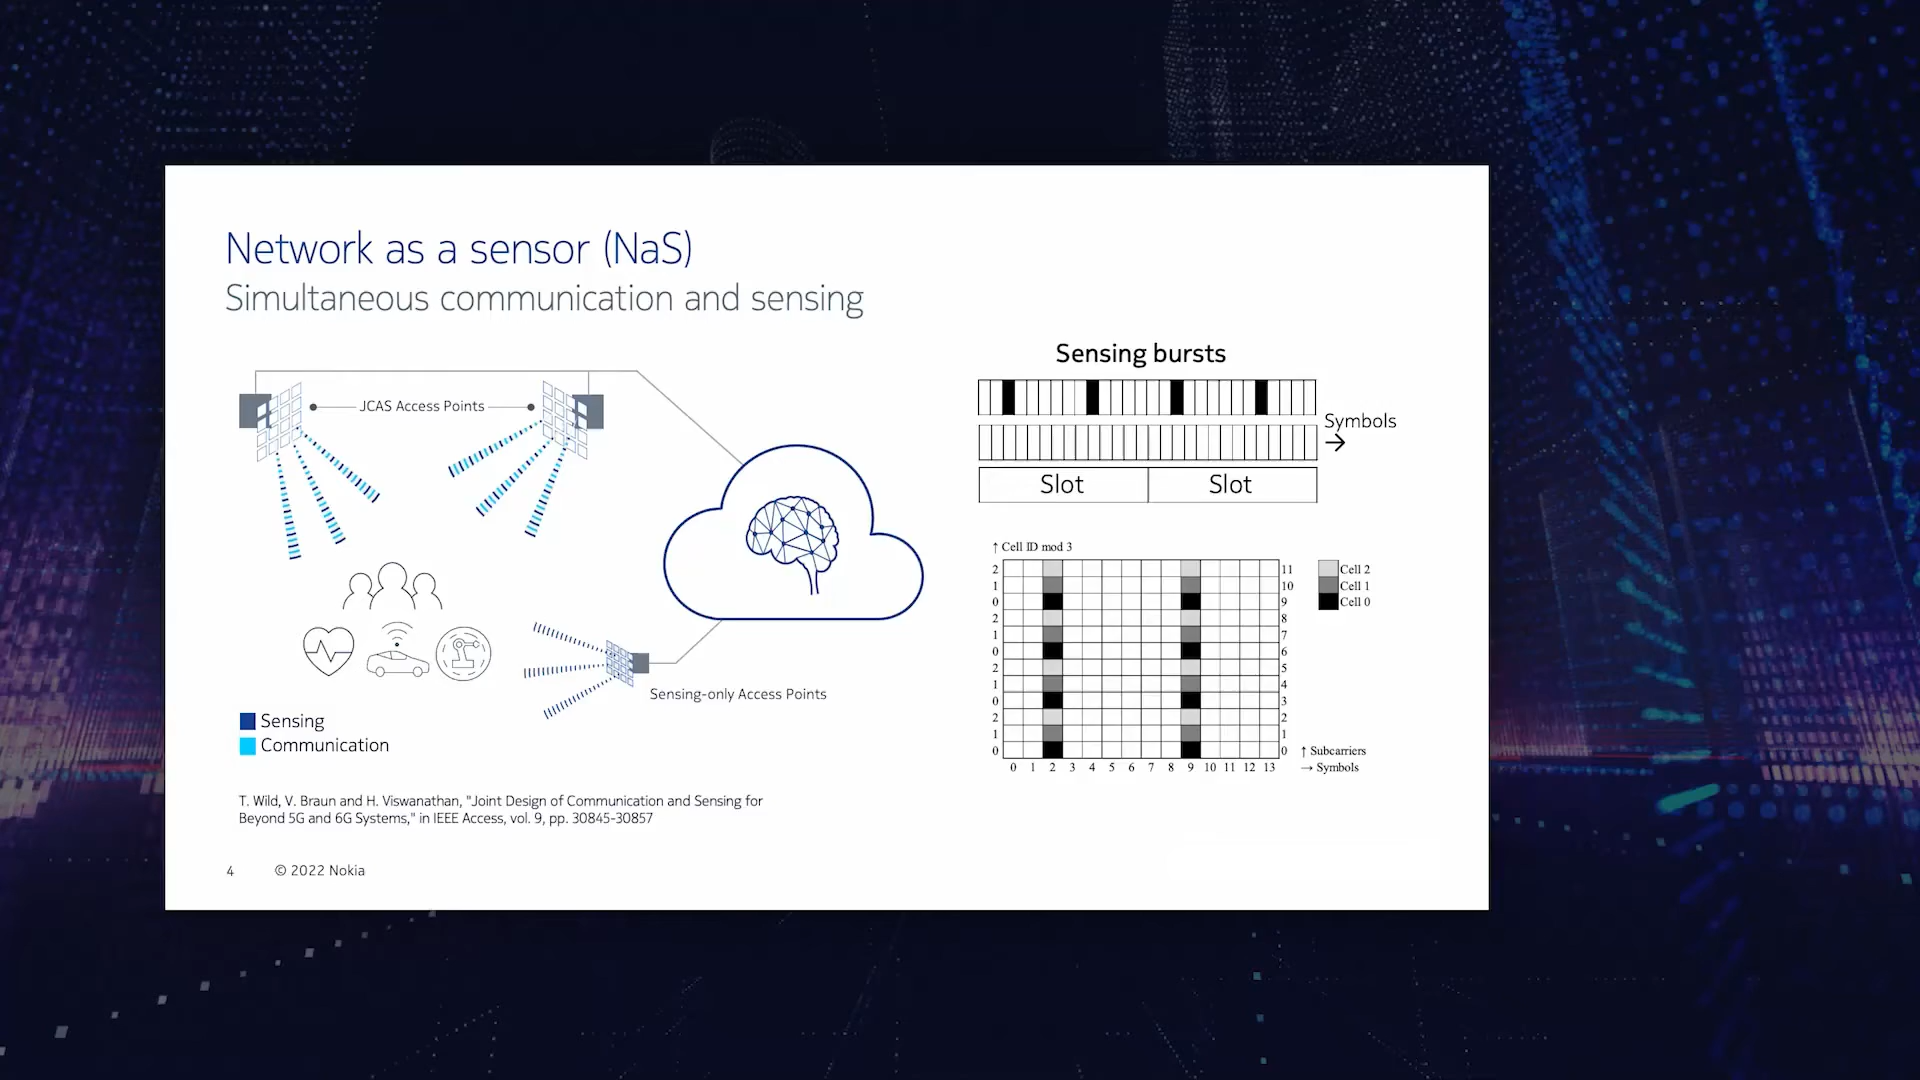 Network as a sensor (NaS)
Simultaneous communication and sensing
JCAS Access Points
Sensing-only Access Points
Sensing
Communication
T. Wild, V. Braun and H. Viswanathan, "Joint Design of Communication and Sensing for
Beyond 5G and 6G Systems," in IEEE Access, vol. 9, pp. 30845-30857
4 © 2022 Nokia
Sensing bursts
Symbols
→
Slot Slot
↑ Cell ID mod 3
2 11
1 10
0 9
2 8
1 7
0 6
2 5
1 4
0 3
2 2
1 1
0 0
0 1 2 3 4 5 6 7 8 9 10 11 12 13
Cell 2
Cell 1
Cell 0
↑ Subcarriers
→ Symbols